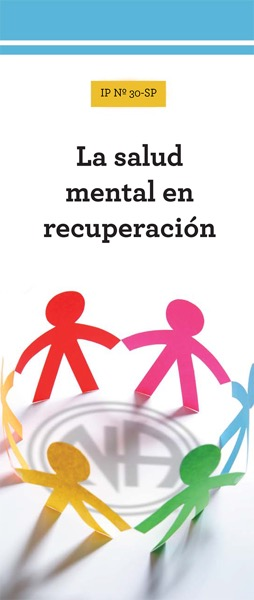 IP Nº 30-SP
La salud
mental en
recuperación
NA